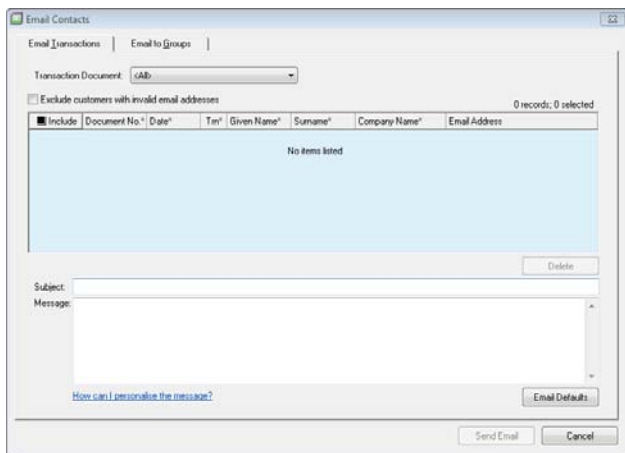 Email Contacts
Email Transactions | Email to Groups |
Transaction Document: <All>
Exclude customers with invalid email addresses
0 records; 0 selected
Include Document No.^ Date^ Trn^ Given Name^ Surname^ Company Name^ Email Address
No items listed
Delete
Subject:
Message:
How can I personalise the message?
Email Defaults
Send Email Cancel